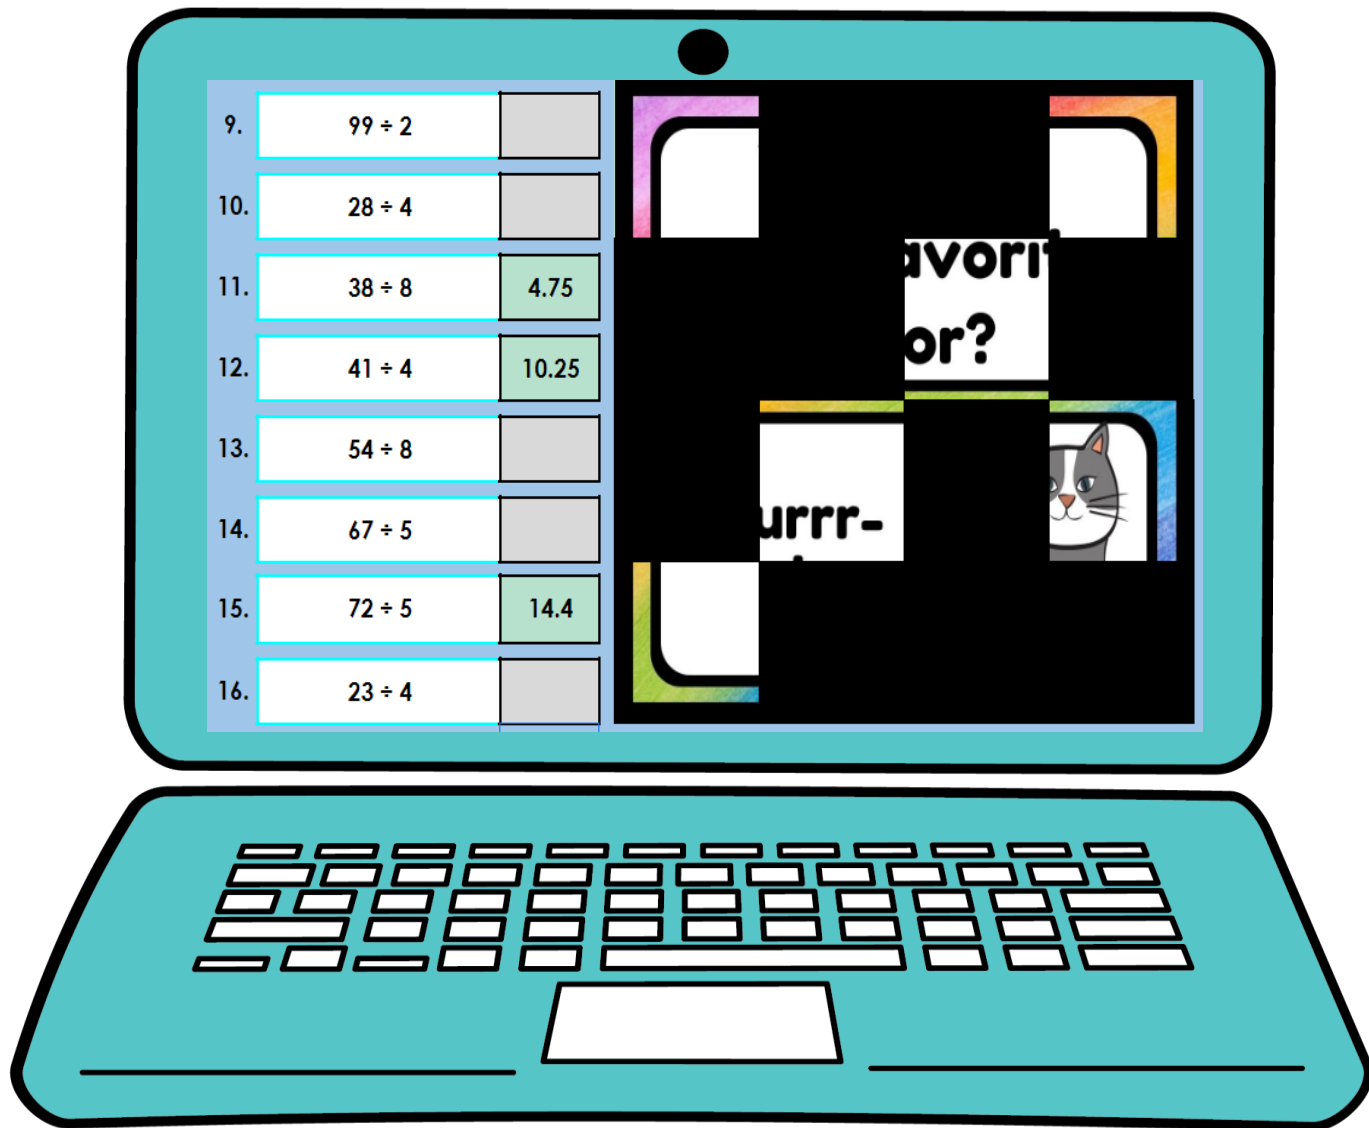 9. 99 ÷ 2
10. 28 ÷ 4
11. 38 ÷ 8 4.75
12. 41 ÷ 4 10.25
13. 54 ÷ 8
14. 67 ÷ 5
15. 72 ÷ 5 14.4
16. 23 ÷ 4
avorit
or?
urrr-